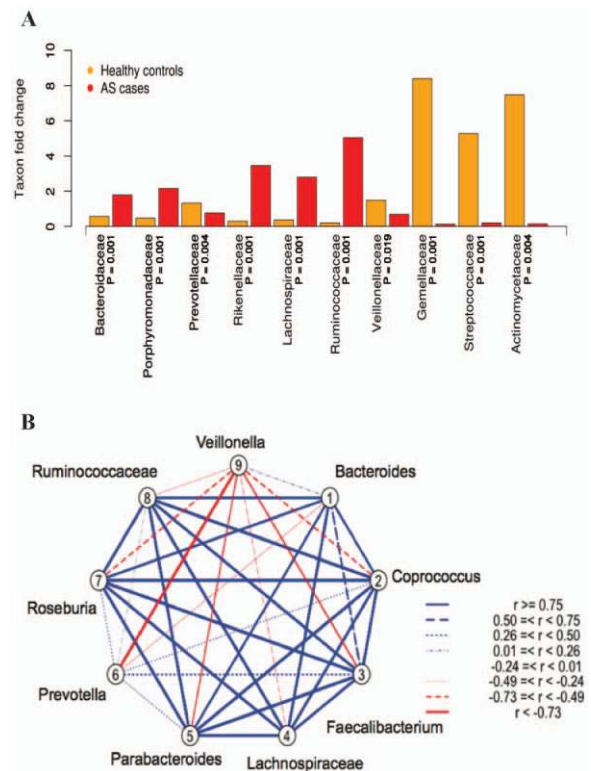 A
Healthy controls
AS cases
Taxon fold change
10
8
6
4
2
0
Bacteroidaceae
P = 0.001
Porphyromonadaceae
P = 0.001
Prevotellaceae
P = 0.004
Rikenellaceae
P = 0.001
Lachnospiraceae
P = 0.001
Ruminococcaceae
P = 0.001
Veillonellaceae
P = 0.019
Gemellaceae
P = 0.001
Streptococcaceae
P = 0.001
Actinomycetaceae
P = 0.004
B
Veillonella
9
Ruminococcaceae
8
Bacteroides
1
Roseburia
7
Coprococcus
2
Prevotella
6
Faecalibacterium
3
Parabacteroides
5
Lachnospiraceae
4
r >= 0.75
0.50 =< r < 0.75
0.26 =< r < 0.50
0.01 =< r < 0.26
-0.24 =< r < 0.01
-0.49 =< r < -0.24
-0.73 =< r < -0.49
r < -0.73